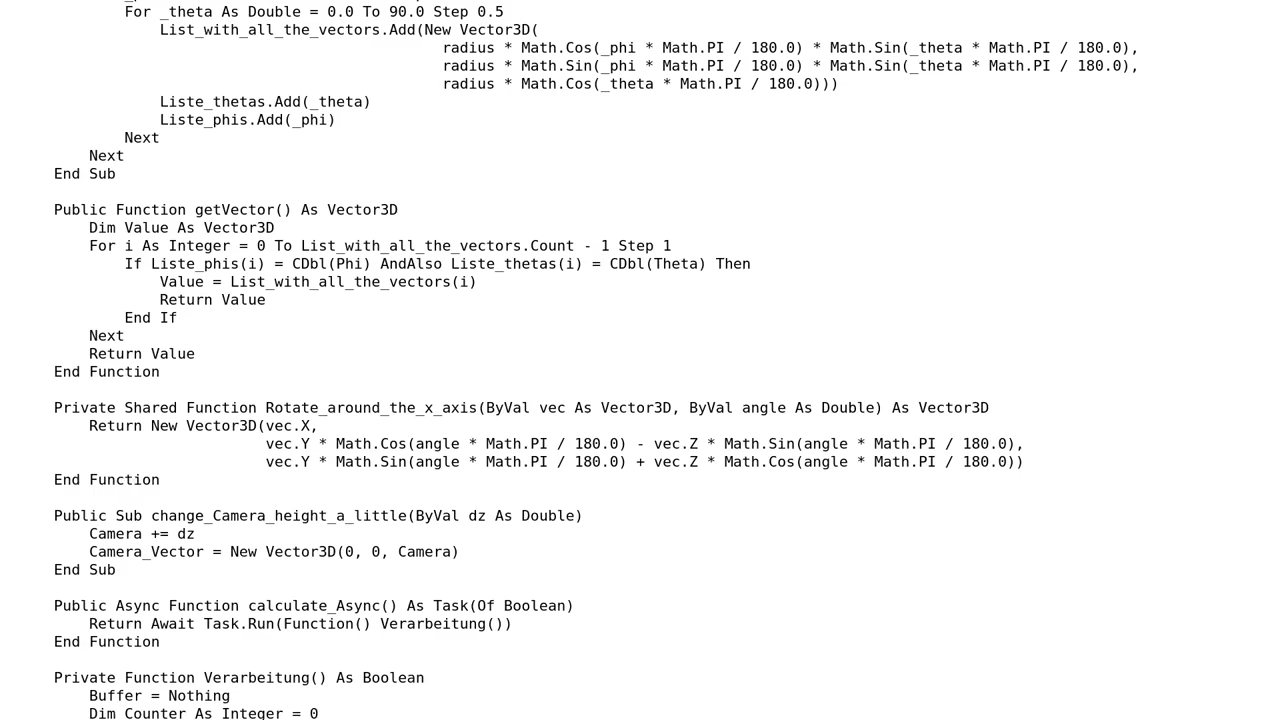 For _theta As Double = 0.0 To 90.0 Step 0.5
List_with_all_the_vectors.Add(New Vector3D(
radius * Math.Cos(_phi * Math.PI / 180.0) * Math.Sin(_theta * Math.PI / 180.0),
radius * Math.Sin(_phi * Math.PI / 180.0) * Math.Sin(_theta * Math.PI / 180.0),
radius * Math.Cos(_theta * Math.PI / 180.0)))
Liste_thetas.Add(_theta)
Liste_phis.Add(_phi)
Next
Next
End Sub
Public Function getVector() As Vector3D
Dim Value As Vector3D
For i As Integer = 0 To List_with_all_the_vectors.Count - 1 Step 1
If Liste_phis(i) = CDbl(Phi) AndAlso Liste_thetas(i) = CDbl(Theta) Then
Value = List_with_all_the_vectors(i)
Return Value
End If
Next
Return Value
End Function
Private Shared Function Rotate_around_the_x_axis(ByVal vec As Vector3D, ByVal angle As Double) As Vector3D
Return New Vector3D(vec.X,
vec.Y * Math.Cos(angle * Math.PI / 180.0) - vec.Z * Math.Sin(angle * Math.PI / 180.0),
vec.Y * Math.Sin(angle * Math.PI / 180.0) + vec.Z * Math.Cos(angle * Math.PI / 180.0))
End Function
Public Sub change_Camera_height_a_little(ByVal dz As Double)
Camera += dz
Camera_Vector = New Vector3D(0, 0, Camera)
End Sub
Public Async Function calculate_Async() As Task(Of Boolean)
Return Await Task.Run(Function() Verarbeitung())
End Function
Private Function Verarbeitung() As Boolean
Buffer = Nothing
Dim Counter As Integer = 0